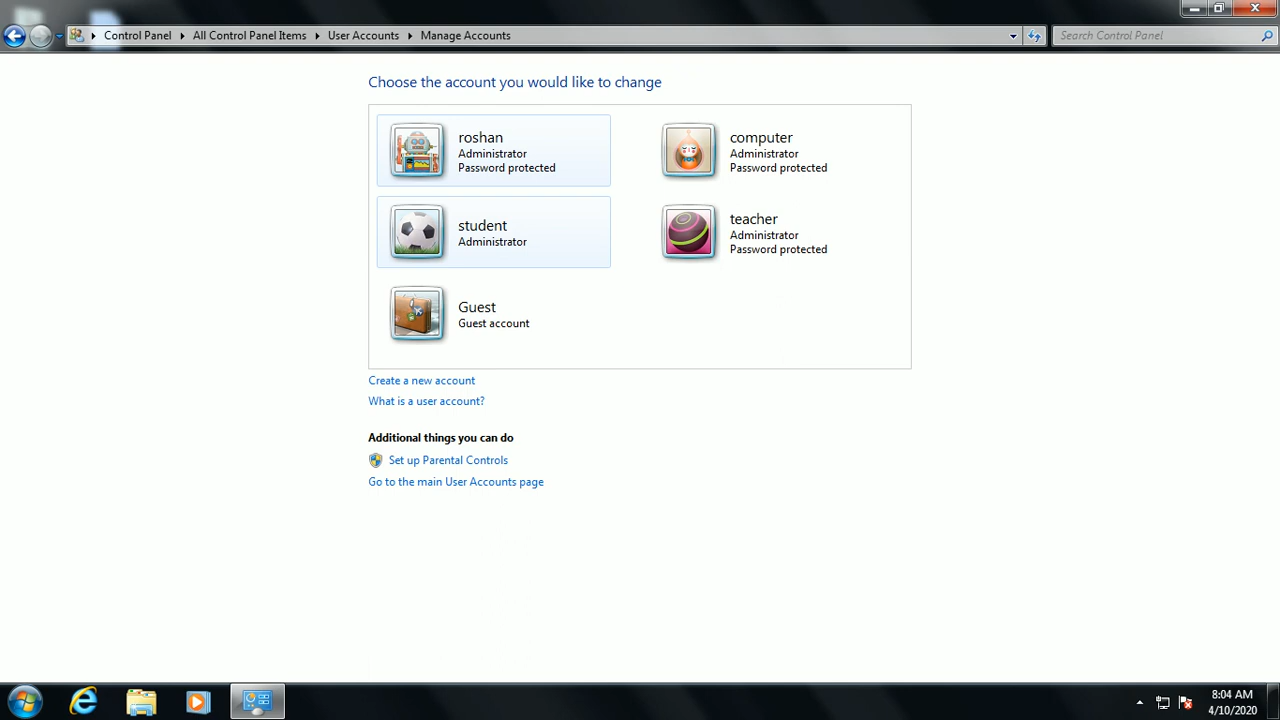 Control Panel All Control Panel Items User Accounts Manage Accounts Search Control Panel
Choose the account you would like to change
roshan
Administrator
Password protected
computer
Administrator
Password protected
student
Administrator
teacher
Administrator
Password protected
Guest
Guest account
Create a new account
What is a user account?
Additional things you can do
Set up Parental Controls
Go to the main User Accounts page
8:04 AM
4/10/2020